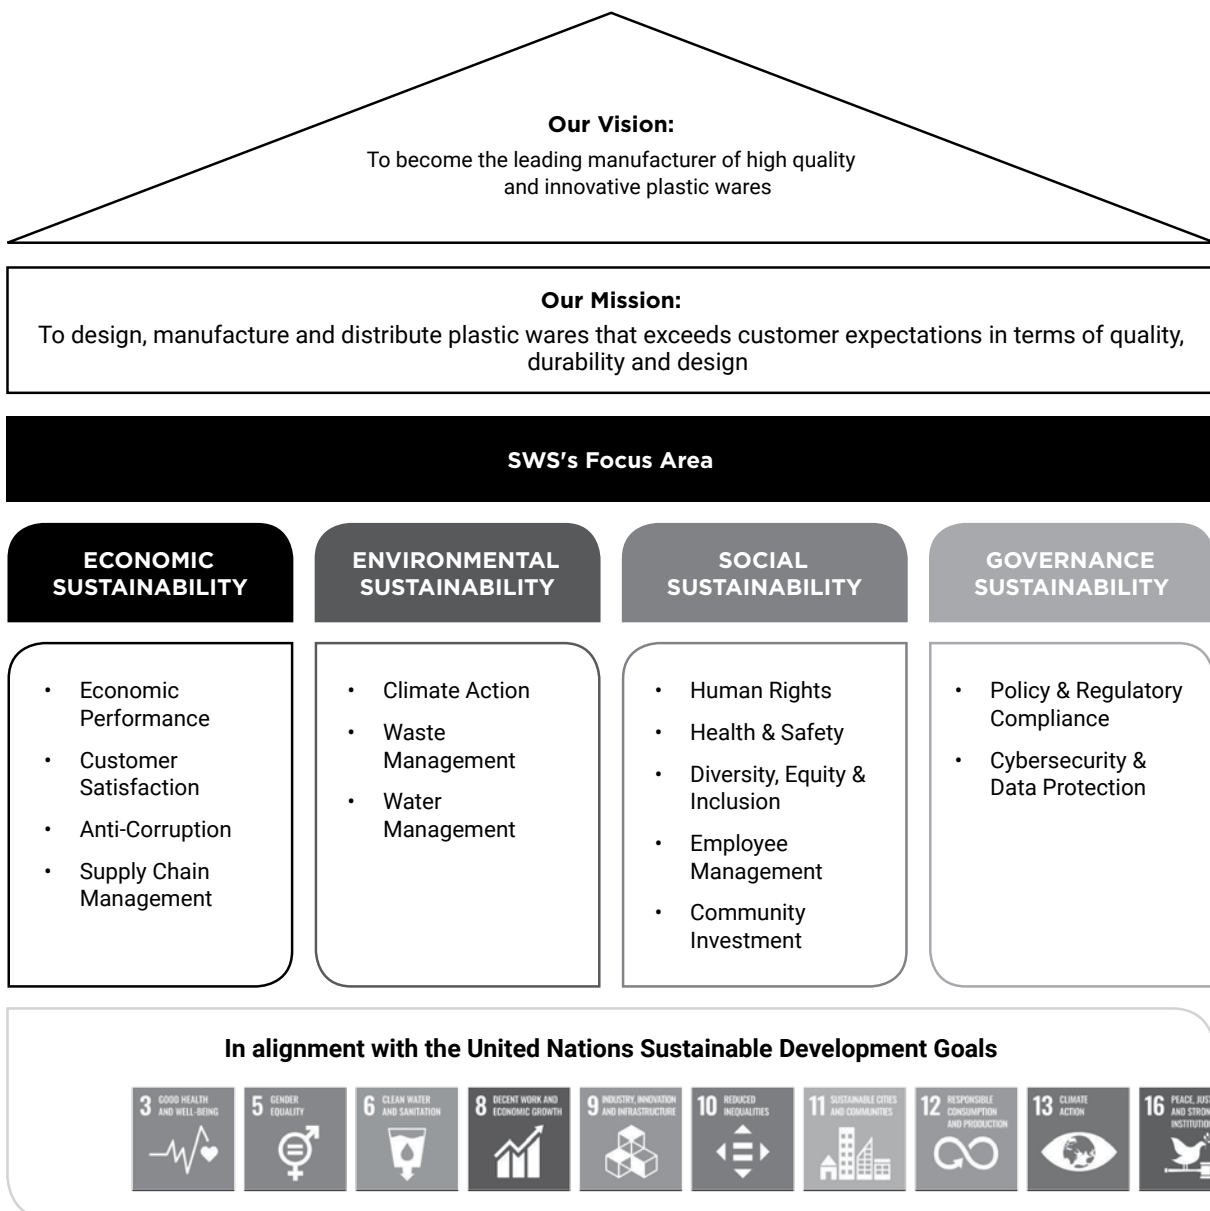 Our Vision:
To become the leading manufacturer of high quality
and innovative plastic wares
Our Mission:
To design, manufacture and distribute plastic wares that exceeds customer expectations in terms of quality,
durability and design
SWS's Focus Area
ECONOMIC
SUSTAINABILITY
• Economic
Performance
• Customer
Satisfaction
• Anti-Corruption
• Supply Chain
Management
ENVIRONMENTAL
SUSTAINABILITY
• Climate Action
• Waste
Management
• Water
Management
SOCIAL
SUSTAINABILITY
• Human Rights
• Health & Safety
• Diversity, Equity &
Inclusion
• Employee
Management
• Community
Investment
GOVERNANCE
SUSTAINABILITY
• Policy & Regulatory
Compliance
• Cybersecurity &
Data Protection
In alignment with the United Nations Sustainable Development Goals
3 GOOD HEALTH
AND WELL-BEING
5 GENDER
EQUALITY
6 CLEAN WATER
AND SANITATION
8 DECENT WORK AND
ECONOMIC GROWTH
9 INDUSTRY, INNOVATION
AND INFRASTRUCTURE
10 REDUCED
INEQUALITIES
11 SUSTAINABLE CITIES
AND COMMUNITIES
12 RESPONSIBLE
CONSUMPTION
AND PRODUCTION
13 CLIMATE
ACTION
16 PEACE,
AND